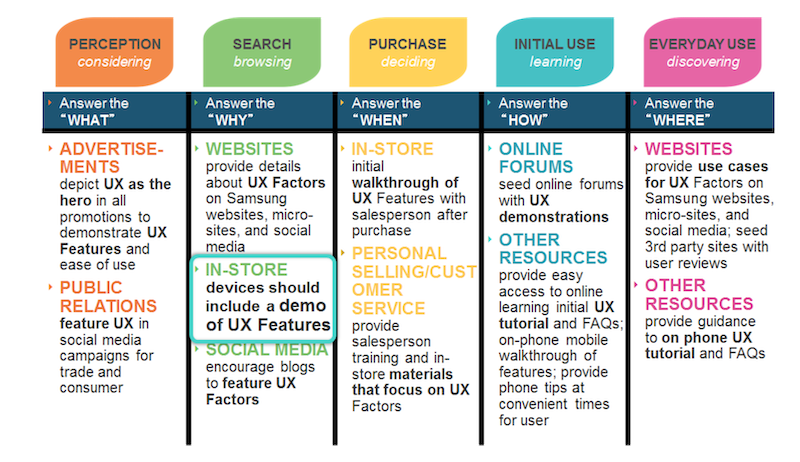 PERCEPTION
considering
SEARCH
browsing
PURCHASE
deciding
INITIAL USE
learning
EVERYDAY USE
discovering
Answer the
“WHAT”
Answer the
“WHY”
Answer the
“WHEN”
Answer the
“HOW”
Answer the
“WHERE”
ADVERTISE-
MENTS
depict UX as the
hero in all
promotions to
demonstrate UX
Features and
ease of use
PUBLIC
RELATIONS
feature UX in
social media
campaigns for
trade and
consumer
WEBSITES
provide details
about UX Factors
on Samsung
websites, micro-
sites, and social
media
IN-STORE
devices should
include a demo
of UX Features
SOCIAL MEDIA
encourage blogs
to feature UX
Factors
IN-STORE
initial
walkthrough of
UX Features with
salesperson after
purchase
PERSONAL
SELLING/CUST
OMER
SERVICE
provide
salesperson
training and in-
store materials
that focus on UX
Factors
ONLINE
FORUMS
seed online forums
with UX
demonstrations
OTHER
RESOURCES
provide easy
access to online
learning initial UX
tutorial and FAQs;
on-phone mobile
walkthrough of
features; provide
phone tips at
convenient times
for user
WEBSITES
provide use cases
for UX Factors on
Samsung websites,
micro-sites, and
social media; seed
3rd party sites with
user reviews
OTHER
RESOURCES
provide guidance
to on phone UX
tutorial and FAQs